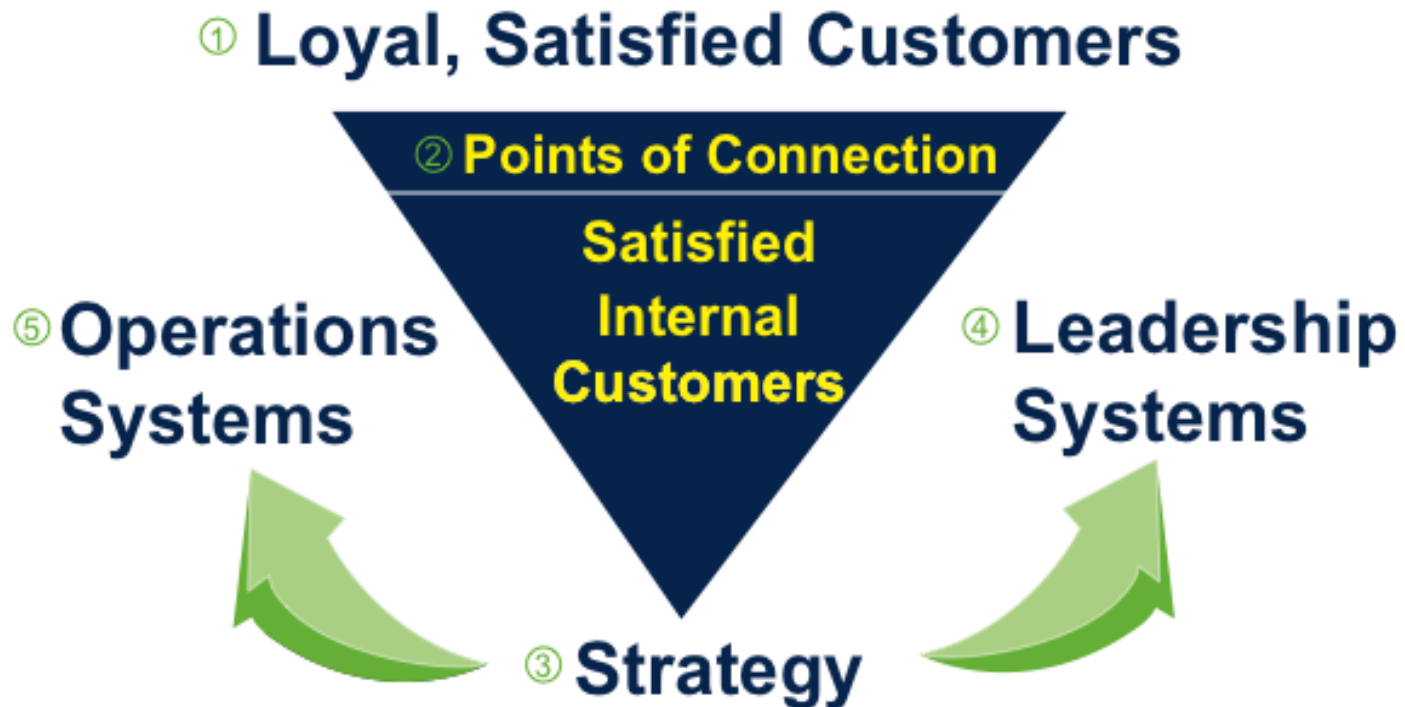 ① Loyal, Satisfied Customers
② Points of Connection
Satisfied
Internal
Customers
⑤ Operations
Systems
④ Leadership
Systems
③ Strategy